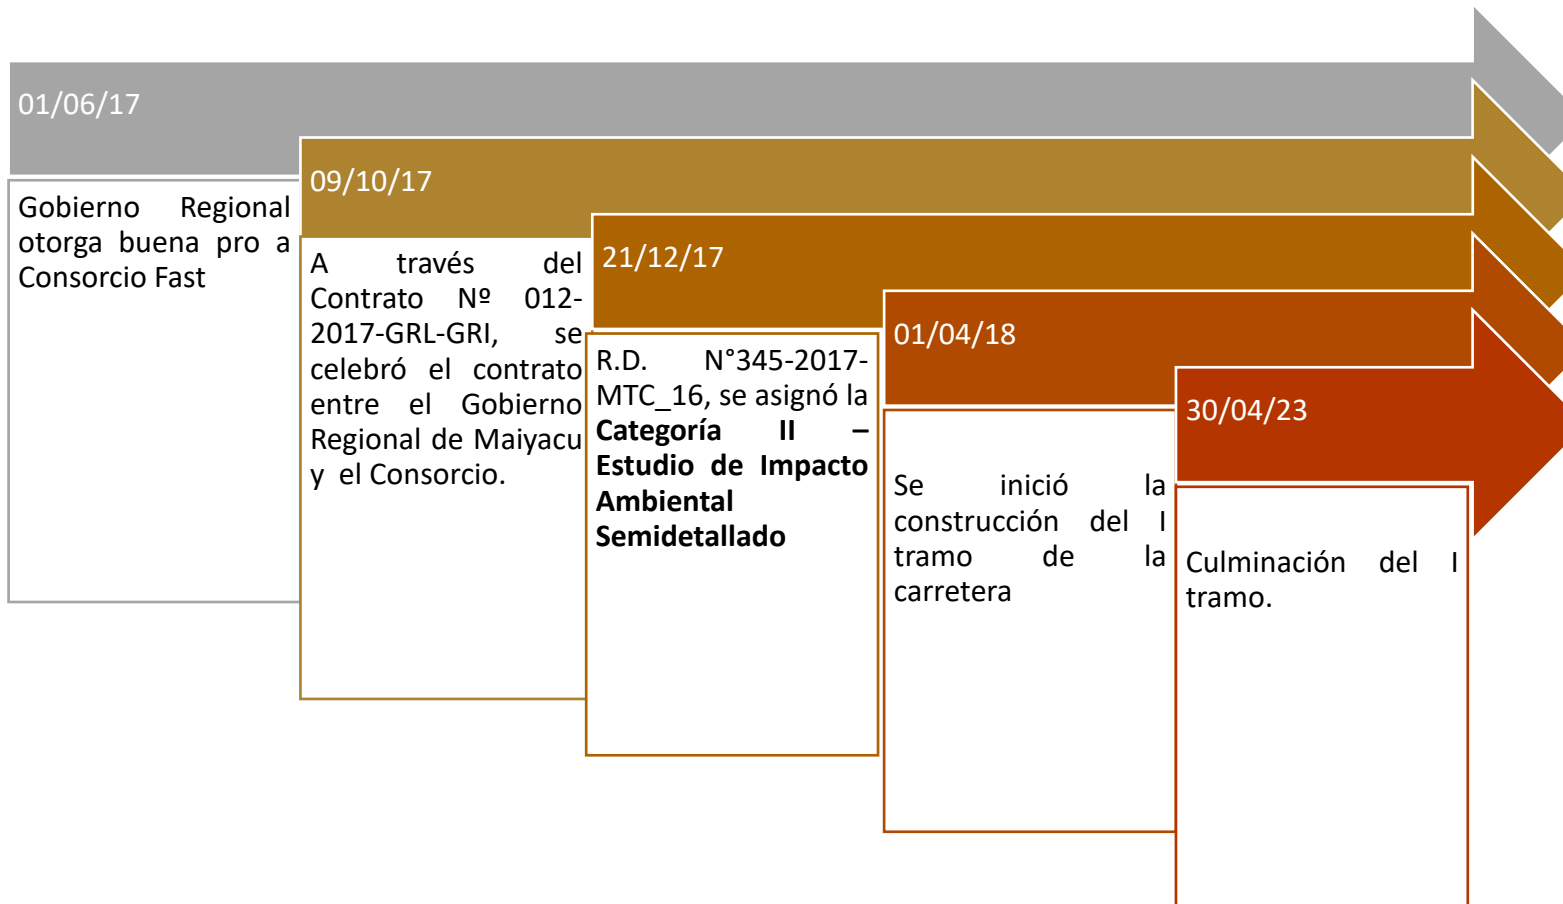 01/06/17
Gobierno Regional
otorga buena pro a
Consorcio Fast
09/10/17
A través del
Contrato Nº 012-
2017-GRL-GRI, se
celebró el contrato
entre el Gobierno
Regional de Maiyacu
y el Consorcio.
21/12/17
R.D. N°345-2017-
MTC_16, se asignó la
Categoría II –
Estudio de Impacto
Ambiental
Semidetallado
01/04/18
Se inició la
construcción del I
tramo de la
carretera
30/04/23
Culminación del I
tramo.